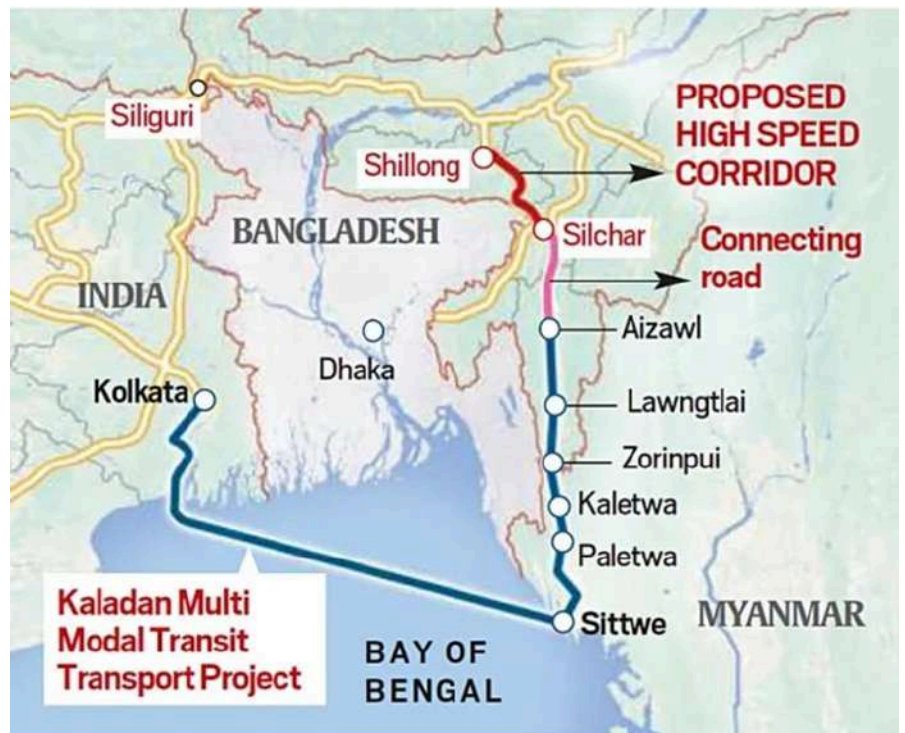 Siliguri
PROPOSED
HIGH SPEED
CORRIDOR
Shillong
BANGLADESH
Silchar
Connecting
road
INDIA
Aizawl
Dhaka
Kolkata
Lawngtlai
Zorinpui
Kaletwa
Paletwa
Kaladan Multi
Modal Transit
Transport Project
Sittwe
MYANMAR
BAY OF
BENGAL